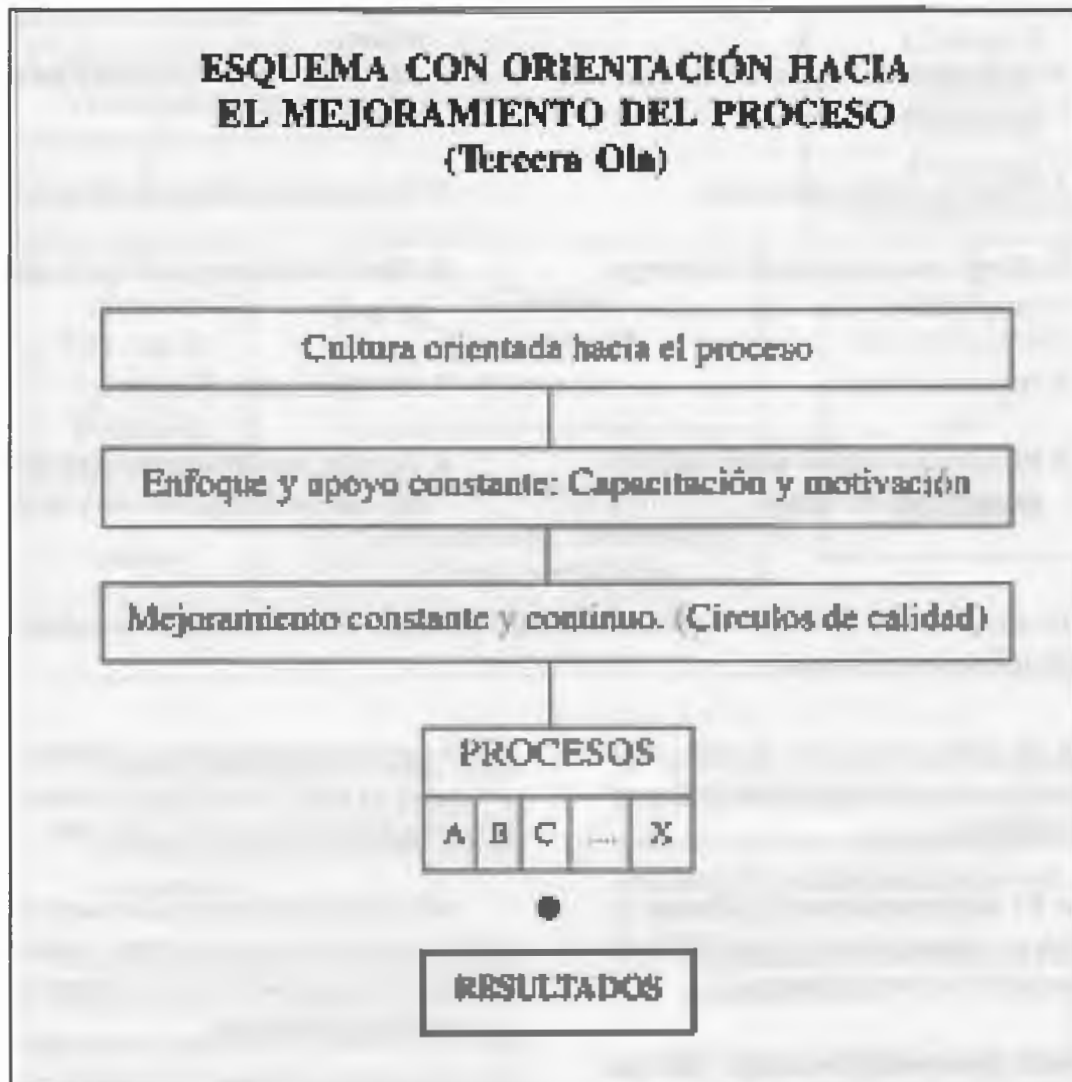 ESQUEMA CON ORIENTACIÓN HACIA
EL MEJORAMIENTO DEL PROCESO
(Tercera Ola)
Cultura orientada hacia el proceso
Enfoque y apoyo constante: Capacitación y motivación
Mejoramiento constante y continuo. (Círculos de calidad)
PROCESOS
A B C .... X
RESULTADOS